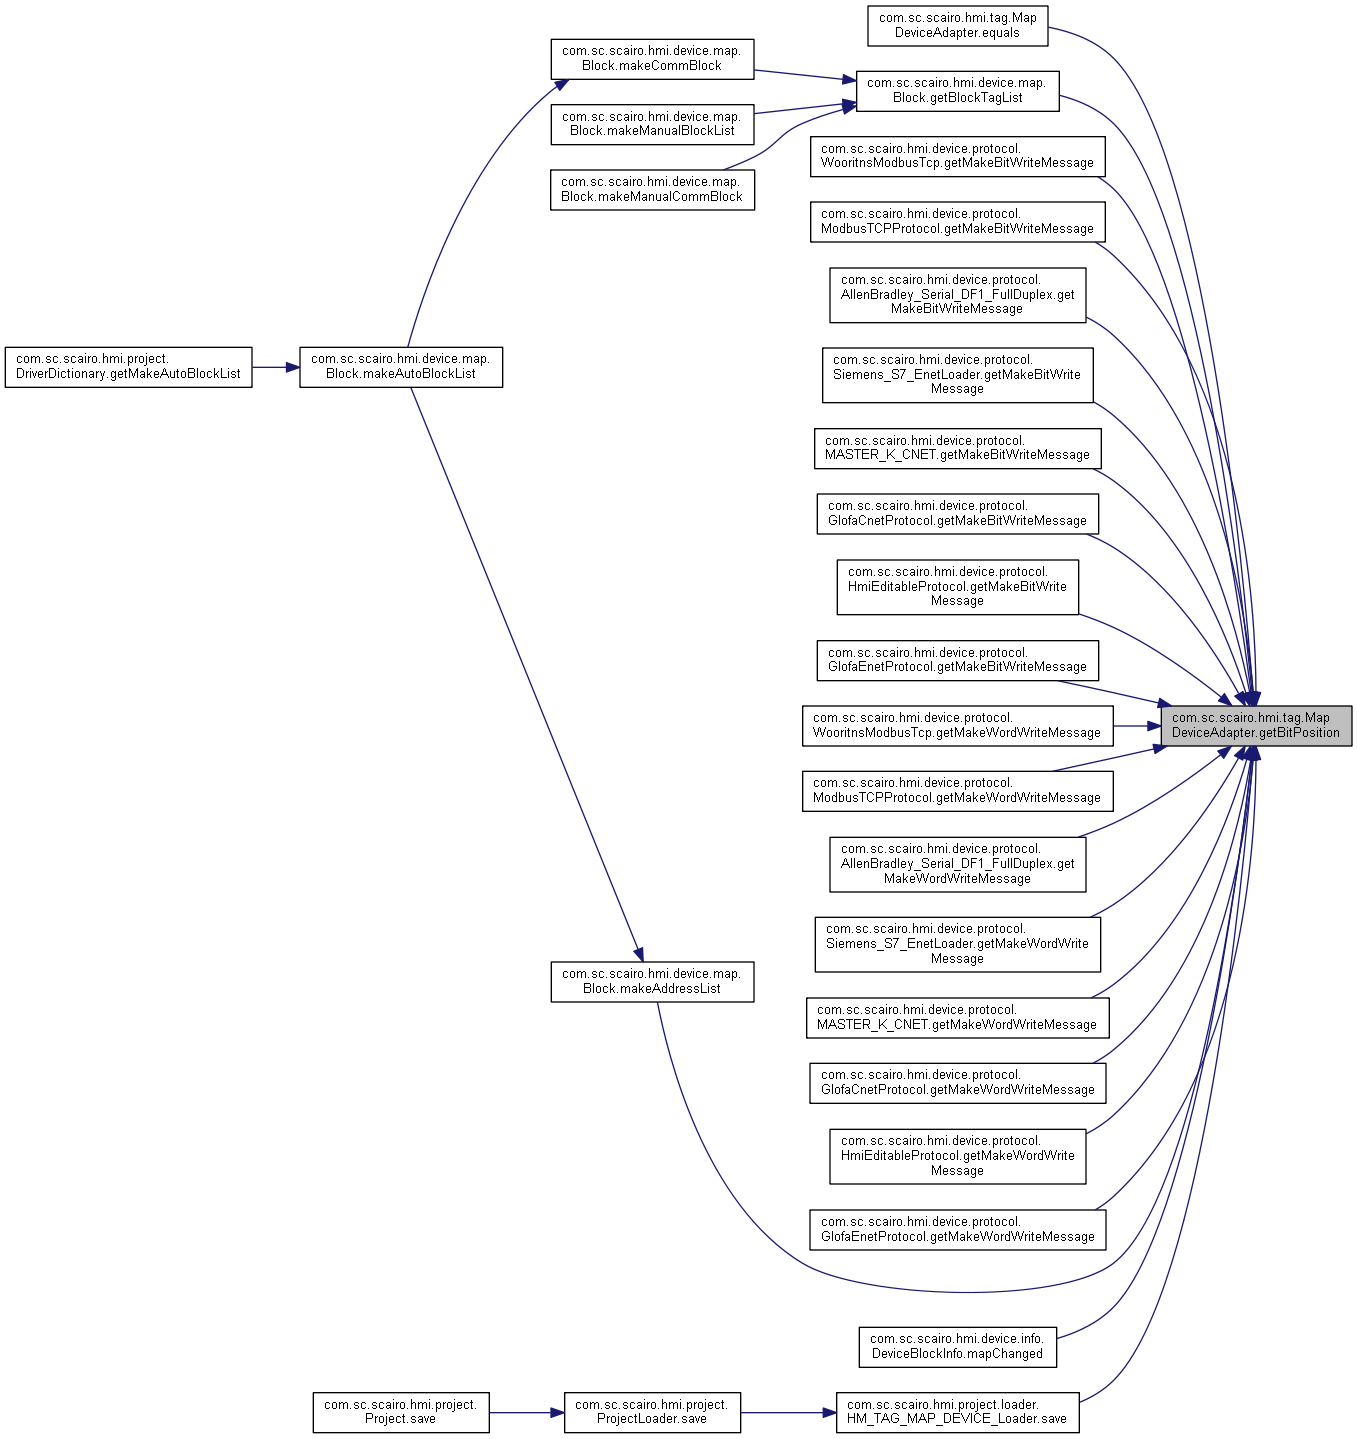 com.sc.scairo.hmi.tag.Map
DeviceAdapter.equals
com.sc.scairo.hmi.device.map.
Block.makeCommBlock
com.sc.scairo.hmi.device.map.
Block.getBlockTagList
com.sc.scairo.hmi.device.map.
Block.makeManualBlockList
com.sc.scairo.hmi.device.protocol.
WooritnsModbusTcp.getMakeBitWriteMessage
com.sc.scairo.hmi.device.map.
Block.makeManualCommBlock
com.sc.scairo.hmi.device.protocol.
ModbusTCPProtocol.getMakeBitWriteMessage
com.sc.scairo.hmi.device.protocol.
AllenBradley_Serial_DF1_FullDuplex.get
MakeBitWriteMessage
com.sc.scairo.hmi.project.
DriverDictionary.getMakeAutoBlockList
com.sc.scairo.hmi.device.map.
Block.makeAutoBlockList
com.sc.scairo.hmi.device.protocol.
Siemens_S7_EnetLoader.getMakeBitWrite
Message
com.sc.scairo.hmi.device.protocol.
MASTER_K_CNET.getMakeBitWriteMessage
com.sc.scairo.hmi.device.protocol.
GlofaCnetProtocol.getMakeBitWriteMessage
com.sc.scairo.hmi.device.protocol.
HmiEditableProtocol.getMakeBitWrite
Message
com.sc.scairo.hmi.device.protocol.
GlofaEnetProtocol.getMakeBitWriteMessage
com.sc.scairo.hmi.device.protocol.
WooritnsModbusTcp.getMakeWordWriteMessage
com.sc.scairo.hmi.tag.Map
DeviceAdapter.getBitPosition
com.sc.scairo.hmi.device.protocol.
ModbusTCPProtocol.getMakeWordWriteMessage
com.sc.scairo.hmi.device.protocol.
AllenBradley_Serial_DF1_FullDuplex.get
MakeWordWriteMessage
com.sc.scairo.hmi.device.protocol.
Siemens_S7_EnetLoader.getMakeWordWrite
Message
com.sc.scairo.hmi.device.map.
Block.makeAddressList
com.sc.scairo.hmi.device.protocol.
MASTER_K_CNET.getMakeWordWriteMessage
com.sc.scairo.hmi.device.protocol.
GlofaCnetProtocol.getMakeWordWriteMessage
com.sc.scairo.hmi.device.protocol.
HmiEditableProtocol.getMakeWordWrite
Message
com.sc.scairo.hmi.device.protocol.
GlofaEnetProtocol.getMakeWordWriteMessage
com.sc.scairo.hmi.device.info.
DeviceBlockInfo.mapChanged
com.sc.scairo.hmi.project.
Project.save
com.sc.scairo.hmi.project.
ProjectLoader.save
com.sc.scairo.hmi.project.loader.
HM_TAG_MAP_DEVICE_Loader.save